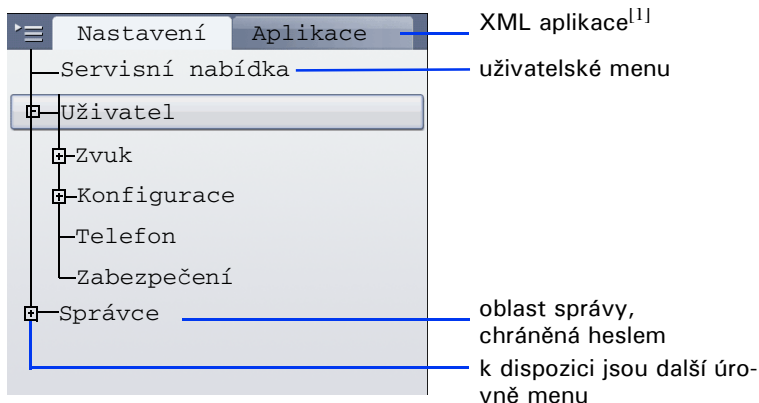 Nastavení Aplikace XML aplikace[1]
Servisní nabídka uživatelské menu
Uživatel
Zvuk
Konfigurace
Telefon
Zabezpečení
Správce oblast správy,
chráněná heslem
k dispozici jsou další úro-
vně menu